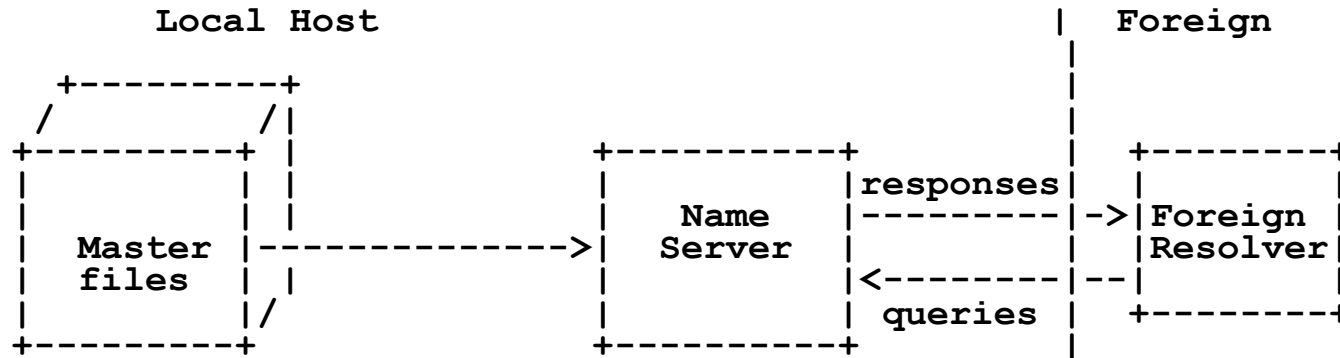 Local Host | Foreign
responses
Name Foreign
Master Server Resolver
files
queries